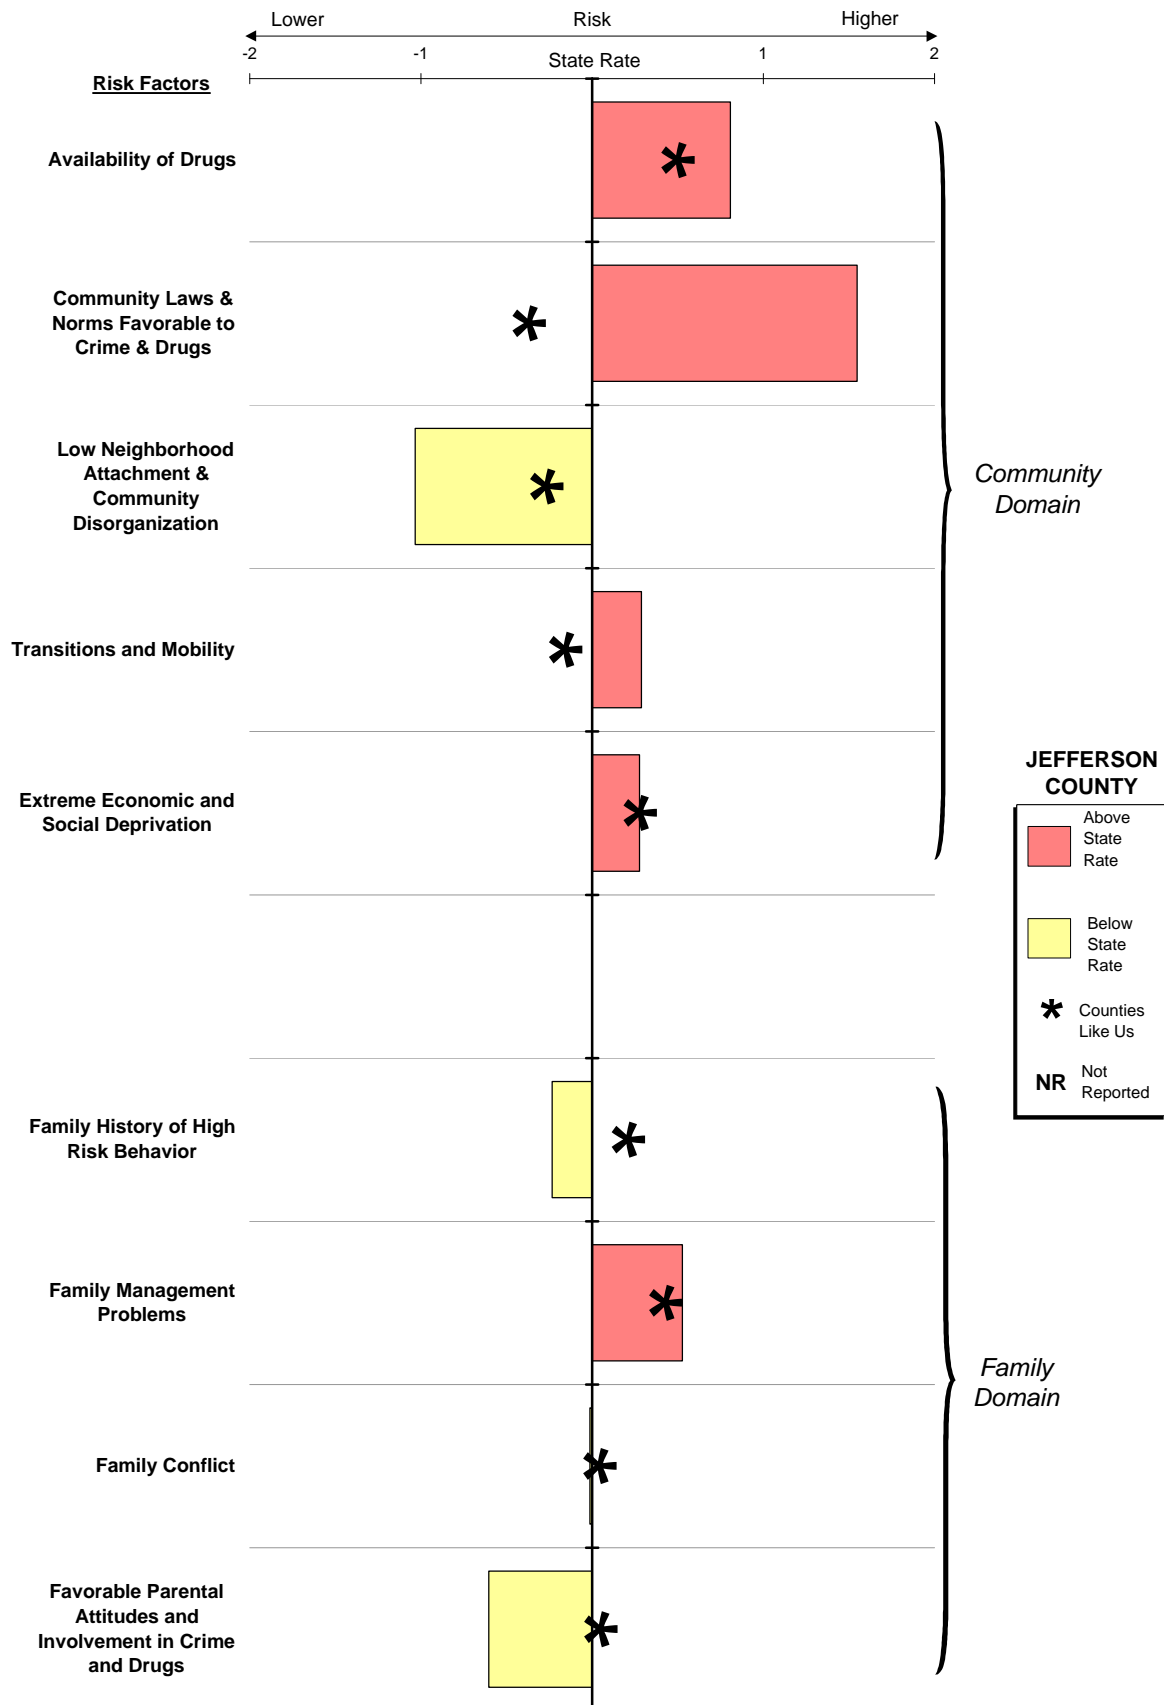 Lower Risk Higher
-2 -1 1 2
State Rate
Risk Factors
Availability of Drugs
Community Laws &
Norms Favorable to
Crime & Drugs
Low Neighborhood
Attachment &
Community
Disorganization
Transitions and Mobility
Extreme Economic and
Social Deprivation
Community
Domain
JEFFERSON
COUNTY
Above
State
Rate
Below
State
Rate
* Counties
Like Us
NR Not
Reported
Family History of High
Risk Behavior
Family Management
Problems
Family Conflict
Favorable Parental
Attitudes and
Involvement in Crime
and Drugs
Family
Domain